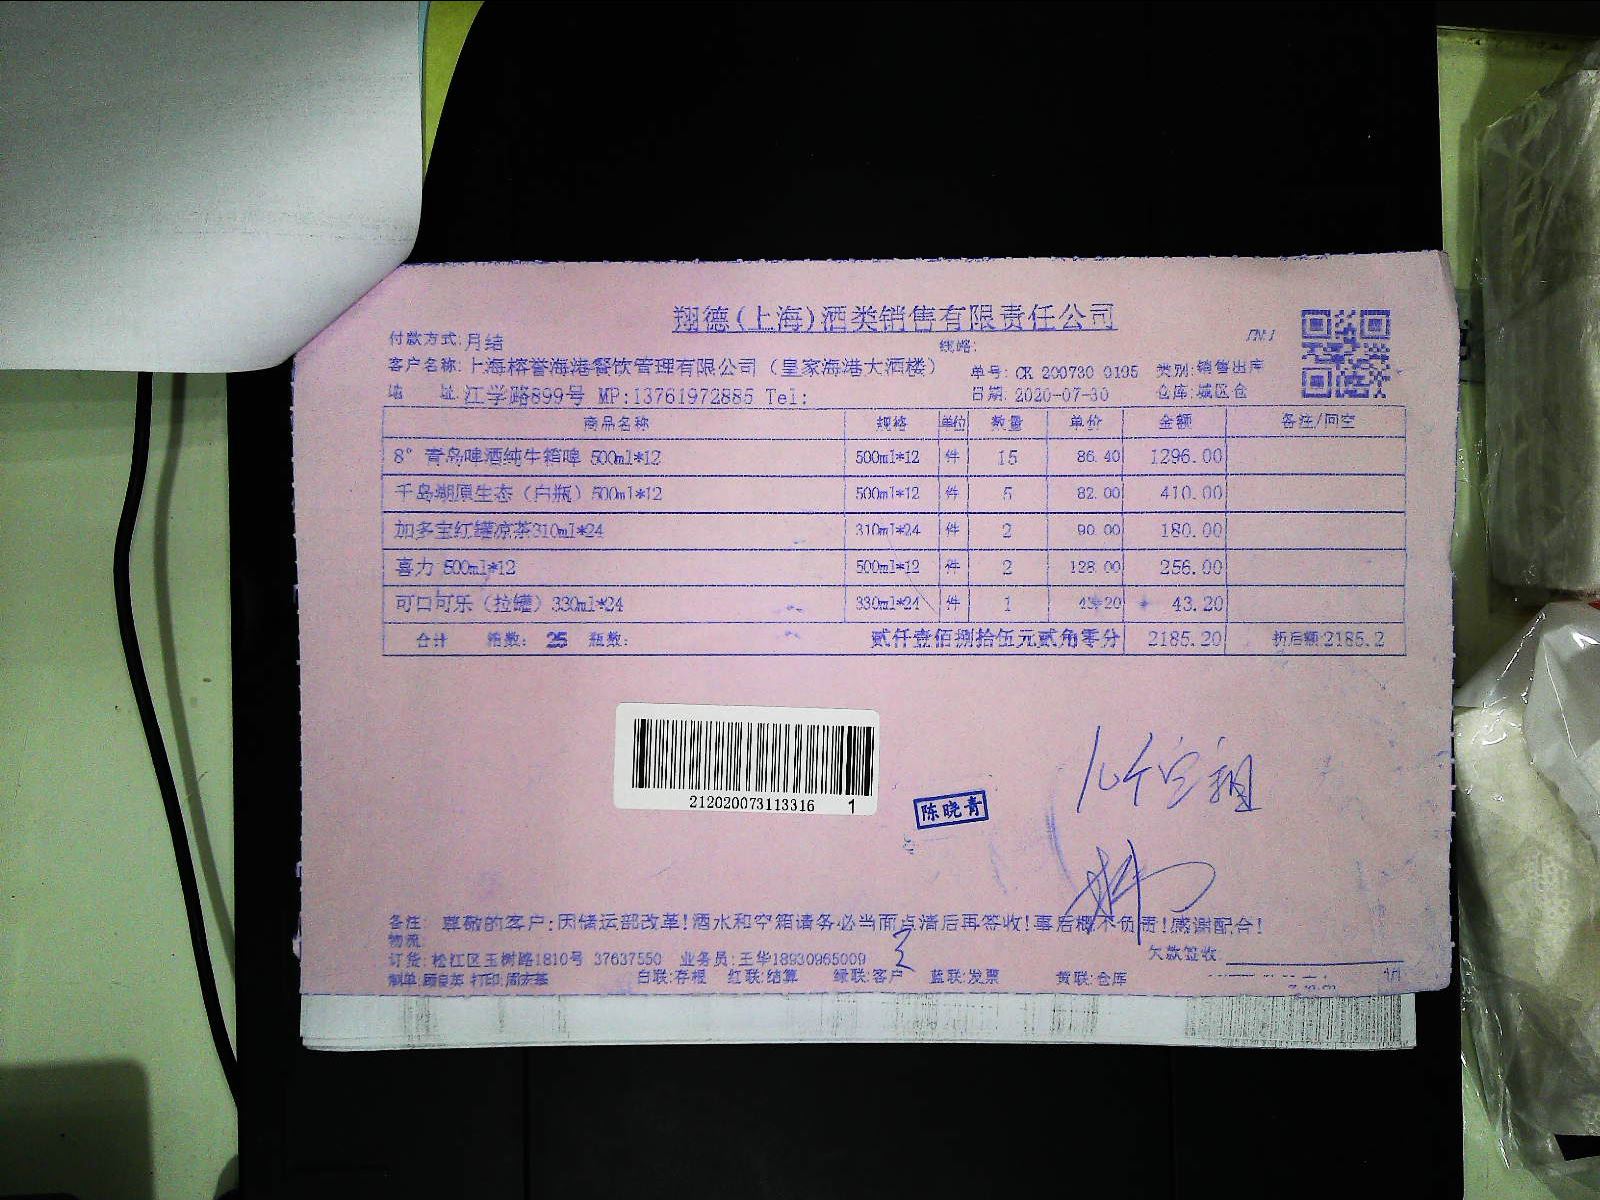 翔德(上海)酒类销售有限责任公司
付款方式:月结 线路:
客户名称:上海榕誉海港餐饮管理有限公司（皇家海港大酒楼） 单号: CK-200730-0195 类别:销售出库
地 址:江学路899号 MP:13761972885 Tel: 日期: 2020-07-30 仓库:城区仓
商品名称 规格 单位 数量 单价 金额 备注/回空
8° 青岛啤酒纯生箱啤 500ml*12 500ml*12 件 15 86.40 1296.00
千岛湖原生态（白瓶）500ml*12 500ml*12 件 5 82.00 410.00
加多宝红罐凉茶310ml*24 310ml*24 件 2 90.00 180.00
喜力 500ml*12 500ml*12 件 2 128.00 256.00
可口可乐（拉罐）330ml*24 330ml*24 件 1 43.20 43.20
合计 箱数: 25 瓶数: 贰仟壹佰捌拾伍元贰角零分 2185.20 折后额:2185.2
212020073113316 1
陈晓青
备注: 尊敬的客户:因储运部改革!酒水和空箱请务必当面点清后再签收!事后概不负责!感谢配合!
物流:
订货:松江区玉树路1810号 37637550 业务员:王华18930965009 欠款签收:
白联:存根 红联:结算 绿联:客户 蓝联:发票 黄联:仓库